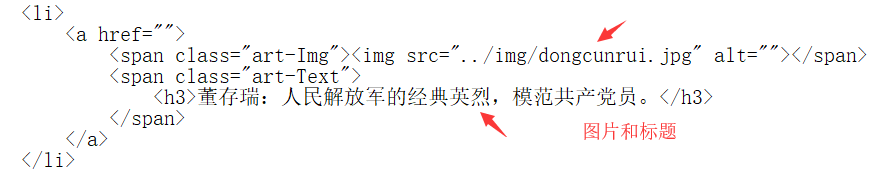 <li>
<a href="">
<span class="art-Img"><img src="../img/dongcunrui.jpg" alt=""></span>
<span class="art-Text">
<h3>董存瑞：人民解放军的经典英烈，模范共产党员。</h3>
</span>
图片和标题
</a>
</li>